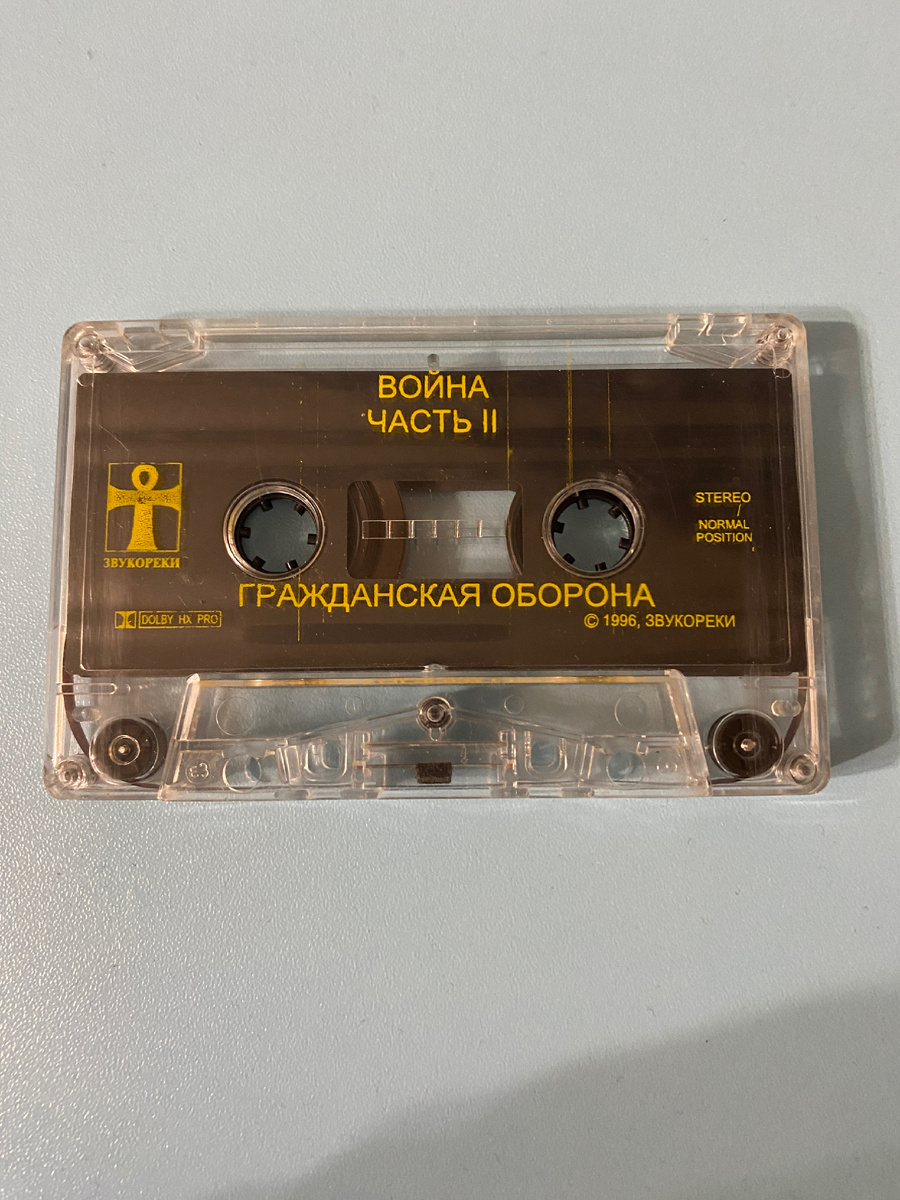 ВОЙНА
ЧАСТЬ II
STEREO
/
NORMAL
POSITION
ЗВУКОРЕКИ
ГРАЖДАНСКАЯ ОБОРОНА
DOLBY HX PRO
© 1996, ЗВУКОРЕКИ